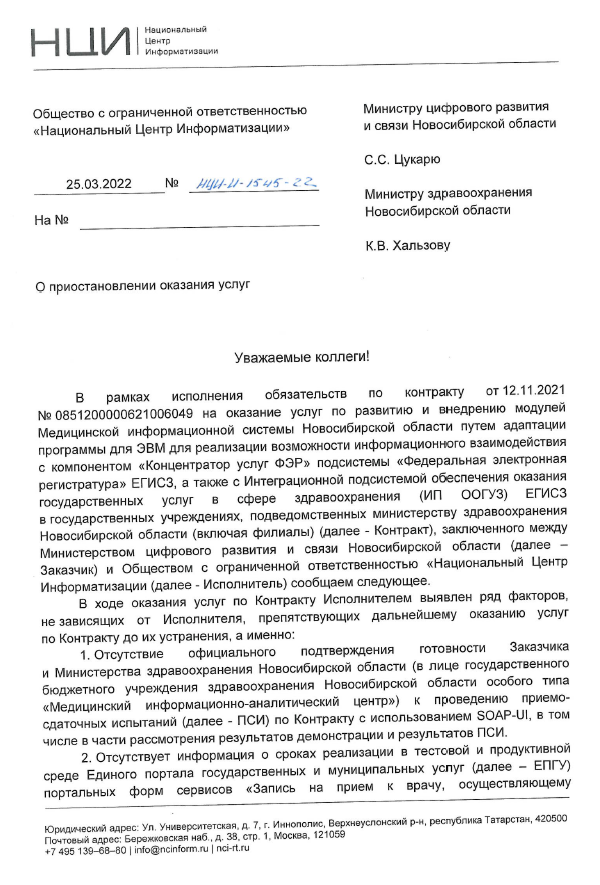 НЦИ
Национальный
Центр
Информатизации
Общество с ограниченной ответственностью
«Национальный Центр Информатизации»
25.03.2022 № НЦИ-И-1545-22
На №
Министру цифрового развития
и связи Новосибирской области
С.С. Цукарю
Министру здравоохранения
Новосибирской области
К.В. Хальзову
О приостановлении оказания услуг
Уважаемые коллеги!
В рамках исполнения обязательств по контракту от 12.11.2021
№ 0851200000621006049 на оказание услуг по развитию и внедрению модулей
Медицинской информационной системы Новосибирской области путем адаптации
программы для ЭВМ для реализации возможности информационного взаимодействия
с компонентом «Концентратор услуг ФЭР» подсистемы «Федеральная электронная
регистратура» ЕГИСЗ, а также с Интеграционной подсистемой обеспечения оказания
государственных услуг в сфере здравоохранения (ИП ООГУЗ) ЕГИСЗ
в государственных учреждениях, подведомственных министерству здравоохранения
Новосибирской области (включая филиалы) (далее - Контракт), заключенного между
Министерством цифрового развития и связи Новосибирской области (далее –
Заказчик) и Обществом с ограниченной ответственностью «Национальный Центр
Информатизации (далее - Исполнитель) сообщаем следующее.
В ходе оказания услуг по Контракту Исполнителем выявлен ряд факторов,
не зависящих от Исполнителя, препятствующих дальнейшему оказанию услуг
по Контракту до их устранения, а именно:
1. Отсутствие официального подтверждения готовности Заказчика
и Министерства здравоохранения Новосибирской области (в лице государственного
бюджетного учреждения здравоохранения Новосибирской области особого типа
«Медицинский информационно-аналитический центр») к проведению приемо-
сдаточных испытаний (далее - ПСИ) по Контракту с использованием SOAP-UI, в том
числе в части рассмотрения результатов демонстрации и результатов ПСИ.
2. Отсутствует информация о сроках реализации в тестовой и продуктивной
среде Единого портала государственных и муниципальных услуг (далее – ЕПГУ)
портальных форм сервисов «Запись на прием к врачу, осуществляющему
Юридический адрес: Ул. Университетская, д. 7, г. Иннополис, Верхнеуслонский р-н, республика Татарстан, 420500
Почтовый адрес: Бережковская наб., д. 38, стр. 1, Москва, 121059
+7 495 139–68–80 | info@ncinform.ru | nci-rt.ru